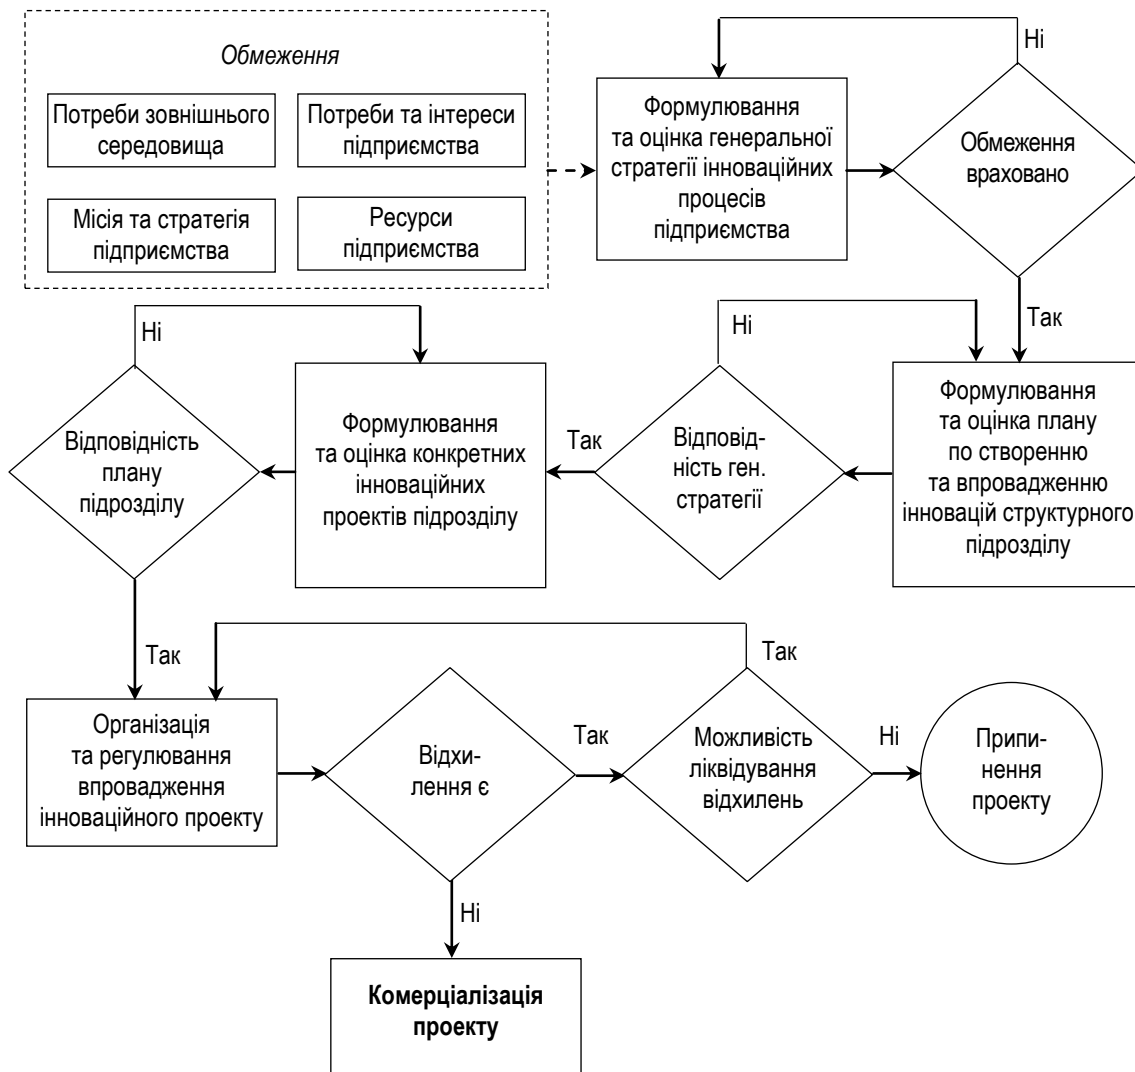 Обмеження
Потреби зовнішнього
середовища
Потреби та інтереси
підприємства
Місія та стратегія
підприємства
Ресурси
підприємства
Формулювання
та оцінка генеральної
стратегії інноваційних
процесів
підприємства
Ні
Обмеження
враховано
Так
Формулювання
та оцінка плану
по створенню
та впровадженню
інновацій структурного
підрозділу
Ні
Відповід-
ність ген.
стратегії
Так
Формулювання
та оцінка конкретних
інноваційних
проектів підрозділу
Ні
Відповідність
плану
підрозділу
Так
Організація
та регулювання
впровадження
інноваційного проекту
Відхи-
лення є
Так
Можливість
ліквідування
відхилень
Так
Ні
Припи-
нення
проекту
Ні
Комерціалізація
проекту